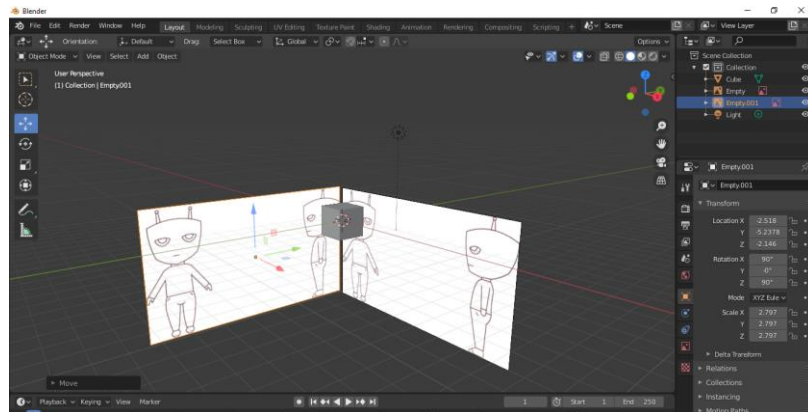 Blender
File Edit Render Window Help Layout Modeling Sculpting UV Editing Texture Paint Shading Animation Rendering Compositing Scripting + Scene View Layer
Orientation Default Drag: Select Box Global Options
Object Mode View Select Add Object
Scene Collection
Collection
Cube
Empty
Empty.001
Light
User Perspective
(1) Collection | Empty.001
Empty.001
Empty.001
Transform
Location X -2.518
Y -5.2378
Z -2.146
Rotation X 90°
Y -0°
Z 90°
Mode XYZ Eule
Scale X 2.797
Y 2.797
Z 2.797
Delta Transform
Relations
Collections
Instancing
Motion Paths
Move
Playback Keying View Marker 1 Start 1 End 250